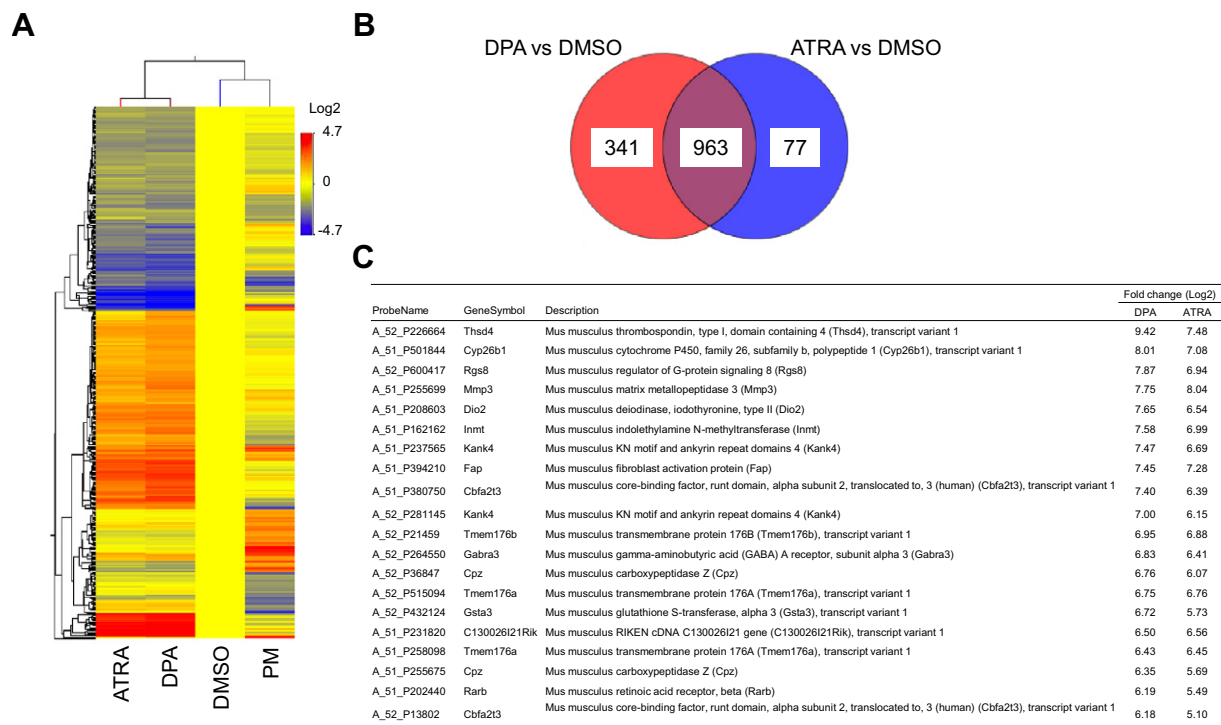 A
Log2
4.7
0
-4.7
ATRA
DPA
DMSO
PM
B
DPA vs DMSO
ATRA vs DMSO
341
963
77
C
Fold change (Log2)
ProbeName GeneSymbol Description DPA ATRA
A_52_P226664 Thsd4 Mus musculus thrombospondin, type I, domain containing 4 (Thsd4), transcript variant 1 9.42 7.48
A_51_P501844 Cyp26b1 Mus musculus cytochrome P450, family 26, subfamily b, polypeptide 1 (Cyp26b1), transcript variant 1 8.01 7.08
A_52_P600417 Rgs8 Mus musculus regulator of G-protein signaling 8 (Rgs8) 7.87 6.94
A_51_P255699 Mmp3 Mus musculus matrix metallopeptidase 3 (Mmp3) 7.75 8.04
A_51_P208603 Dio2 Mus musculus deiodinase, iodothyronine, type II (Dio2) 7.65 6.54
A_51_P162162 Inmt Mus musculus indolethylamine N-methyltransferase (Inmt) 7.58 6.99
A_51_P237565 Kank4 Mus musculus KN motif and ankyrin repeat domains 4 (Kank4) 7.47 6.69
A_51_P394210 Fap Mus musculus fibroblast activation protein (Fap) 7.45 7.28
A_51_P380750 Cbfa2t3 Mus musculus core-binding factor, runt domain, alpha subunit 2, translocated to, 3 (human) (Cbfa2t3), transcript variant 1 7.40 6.39
A_52_P281145 Kank4 Mus musculus KN motif and ankyrin repeat domains 4 (Kank4) 7.00 6.15
A_52_P21459 Tmem176b Mus musculus transmembrane protein 176B (Tmem176b), transcript variant 1 6.95 6.88
A_52_P264550 Gabra3 Mus musculus gamma-aminobutyric acid (GABA) A receptor, subunit alpha 3 (Gabra3) 6.83 6.41
A_52_P36847 Cpz Mus musculus carboxypeptidase Z (Cpz) 6.76 6.07
A_52_P515094 Tmem176a Mus musculus transmembrane protein 176A (Tmem176a), transcript variant 1 6.75 6.76
A_52_P432124 Gsta3 Mus musculus glutathione S-transferase, alpha 3 (Gsta3), transcript variant 1 6.72 5.73
A_51_P231820 C130026I21Rik Mus musculus RIKEN cDNA C130026I21 gene (C130026I21Rik), transcript variant 1 6.50 6.56
A_51_P258098 Tmem176a Mus musculus transmembrane protein 176A (Tmem176a), transcript variant 1 6.43 6.45
A_51_P255675 Cpz Mus musculus carboxypeptidase Z (Cpz) 6.35 5.69
A_51_P202440 Rarb Mus musculus retinoic acid receptor, beta (Rarb) 6.19 5.49
A_52_P13802 Cbfa2t3 Mus musculus core-binding factor, runt domain, alpha subunit 2, translocated to, 3 (human) (Cbfa2t3), transcript variant 1 6.18 5.10